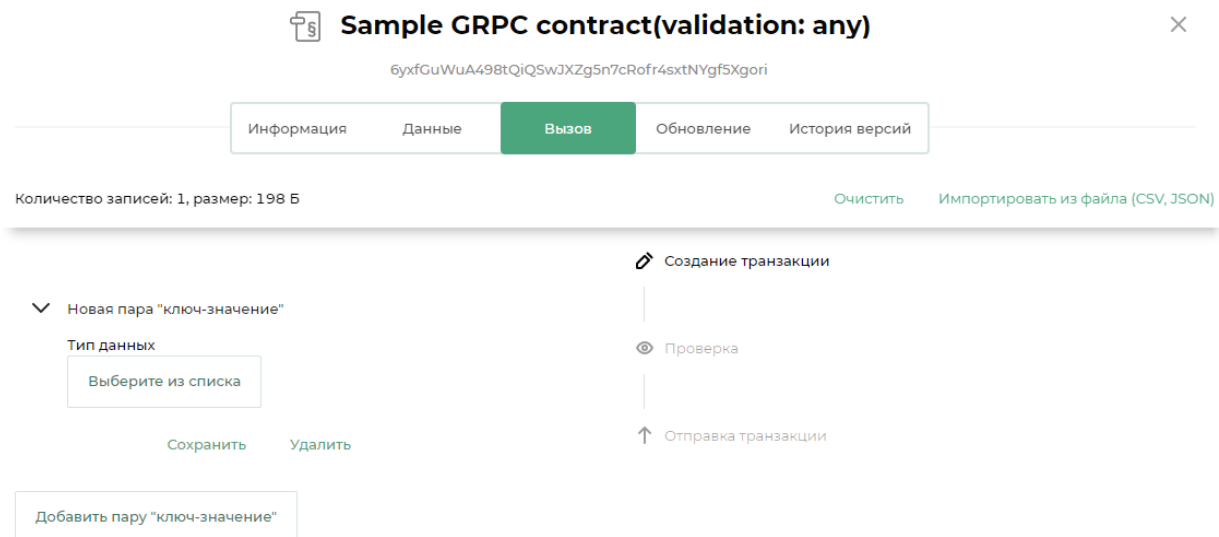 Sample GRPC contract(validation: any)
6yxfGuWuA498tQiQSwJXZg5n7cRofr4sxtNYgf5Xgori
Информация Данные Вызов Обновление История версий
Количество записей: 1, размер: 198 Б Очистить Импортировать из файла (CSV, JSON)
Создание транзакции
Новая пара "ключ-значение"
Тип данных
Проверка
Выберите из списка
Отправка транзакции
Сохранить Удалить
Добавить пару "ключ-значение"